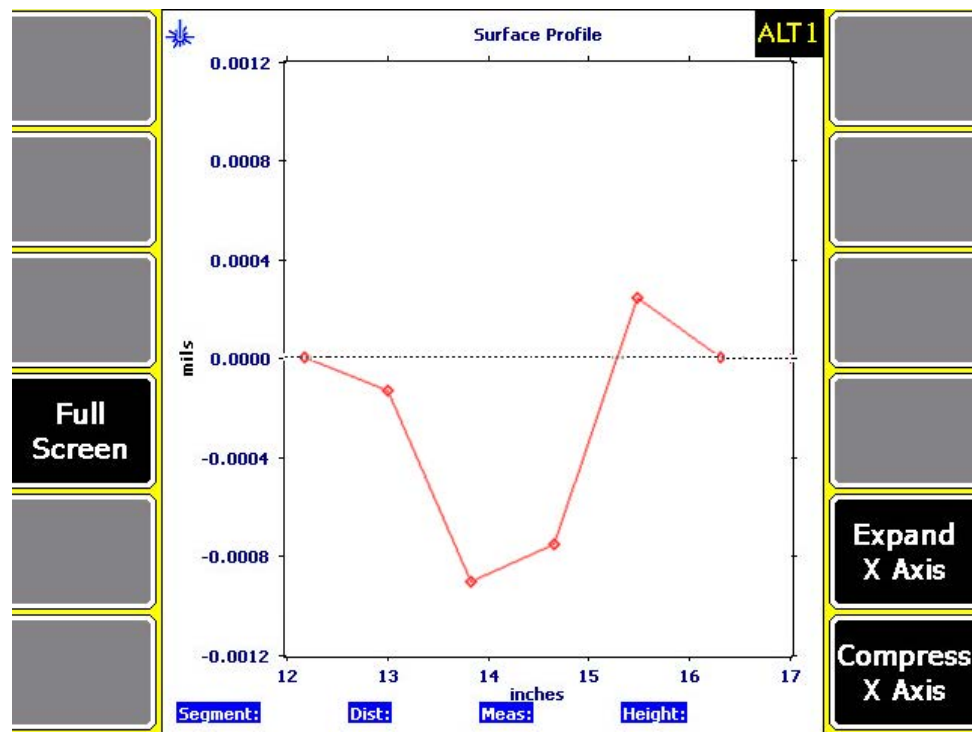 Surface Profile
ALT1
0.0012
0.0008
0.0004
0.0000
-0.0004
-0.0008
-0.0012
mils
12 13 14 15 16 17
inches
Segment: Dist: Meas: Height:
Full
Screen
Expand
X Axis
Compress
X Axis